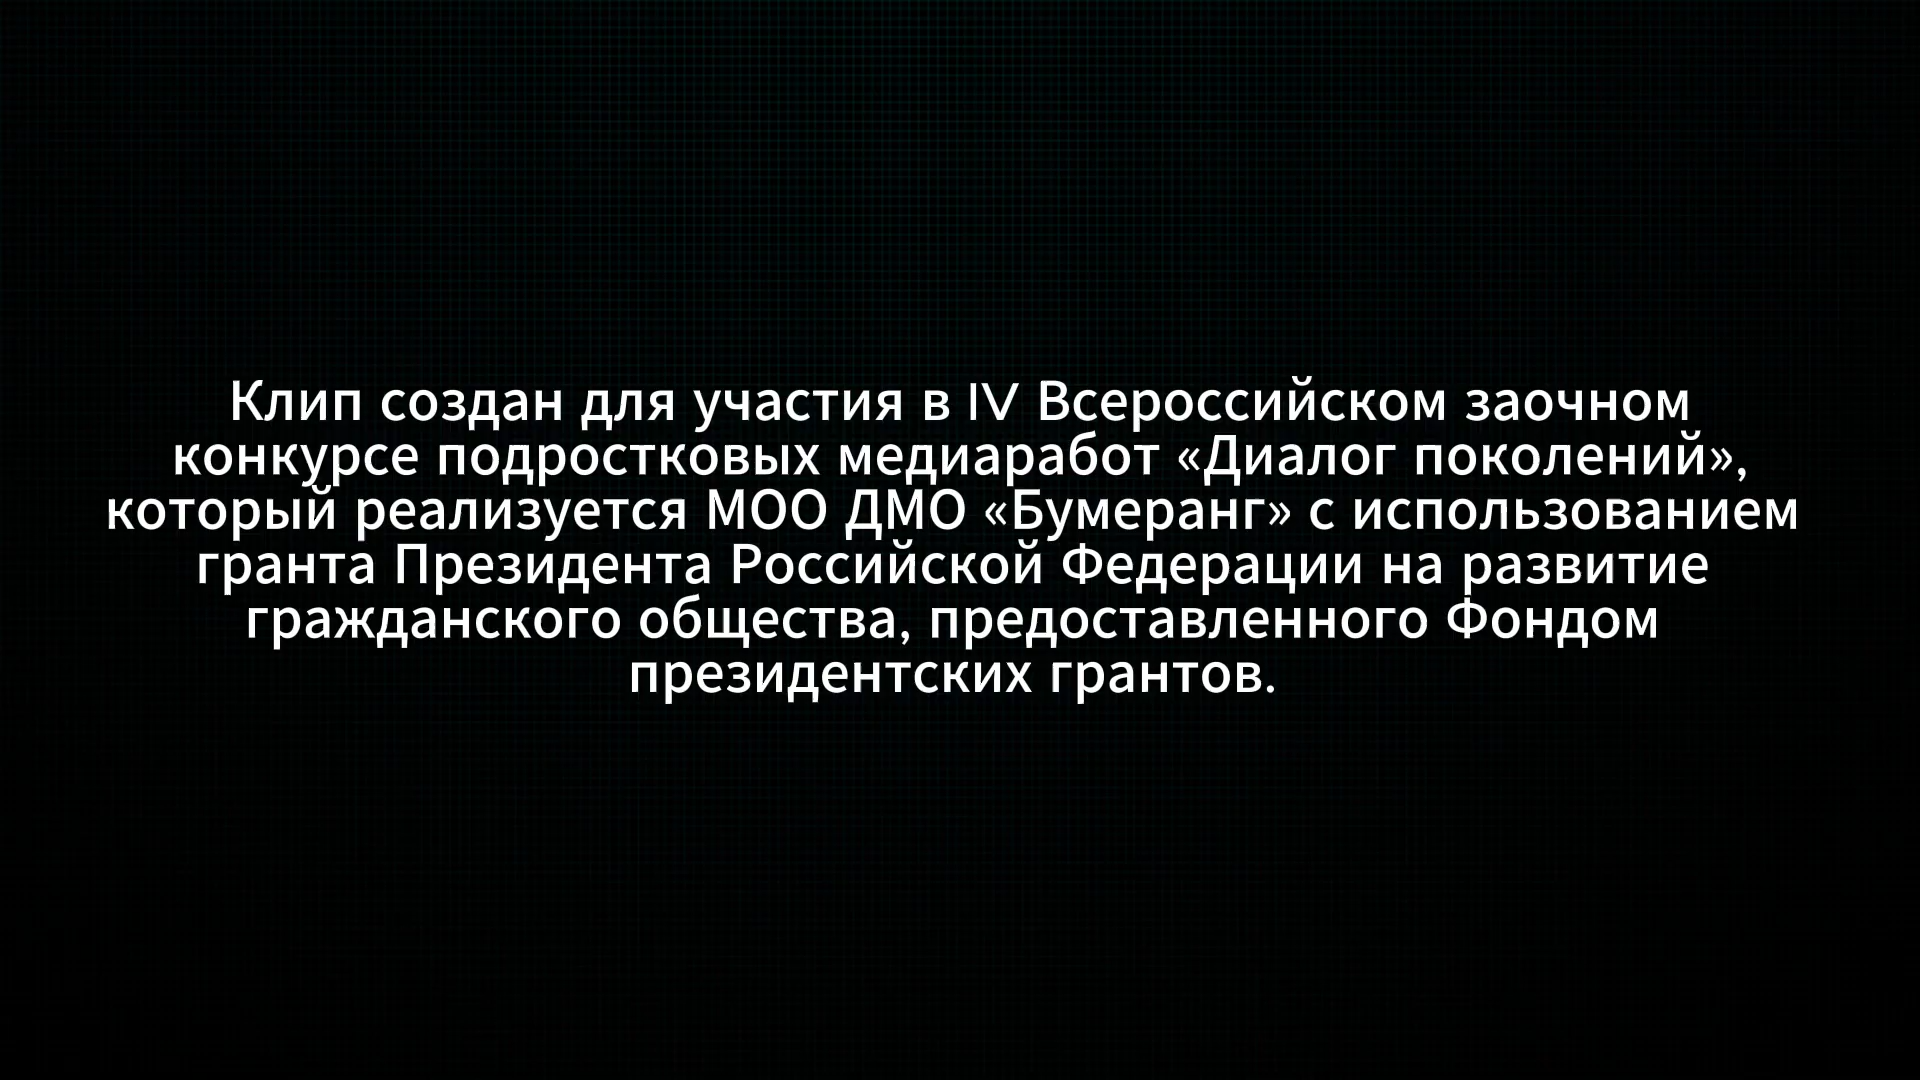 Клип создан для участия в IV Всероссийском заочном
конкурсе подростковых медиаработ «Диалог поколений»,
который реализуется МОО ДМО «Бумеранг» с использованием
гранта Президента Российской Федерации на развитие
гражданского общества, предоставленного Фондом
президентских грантов.